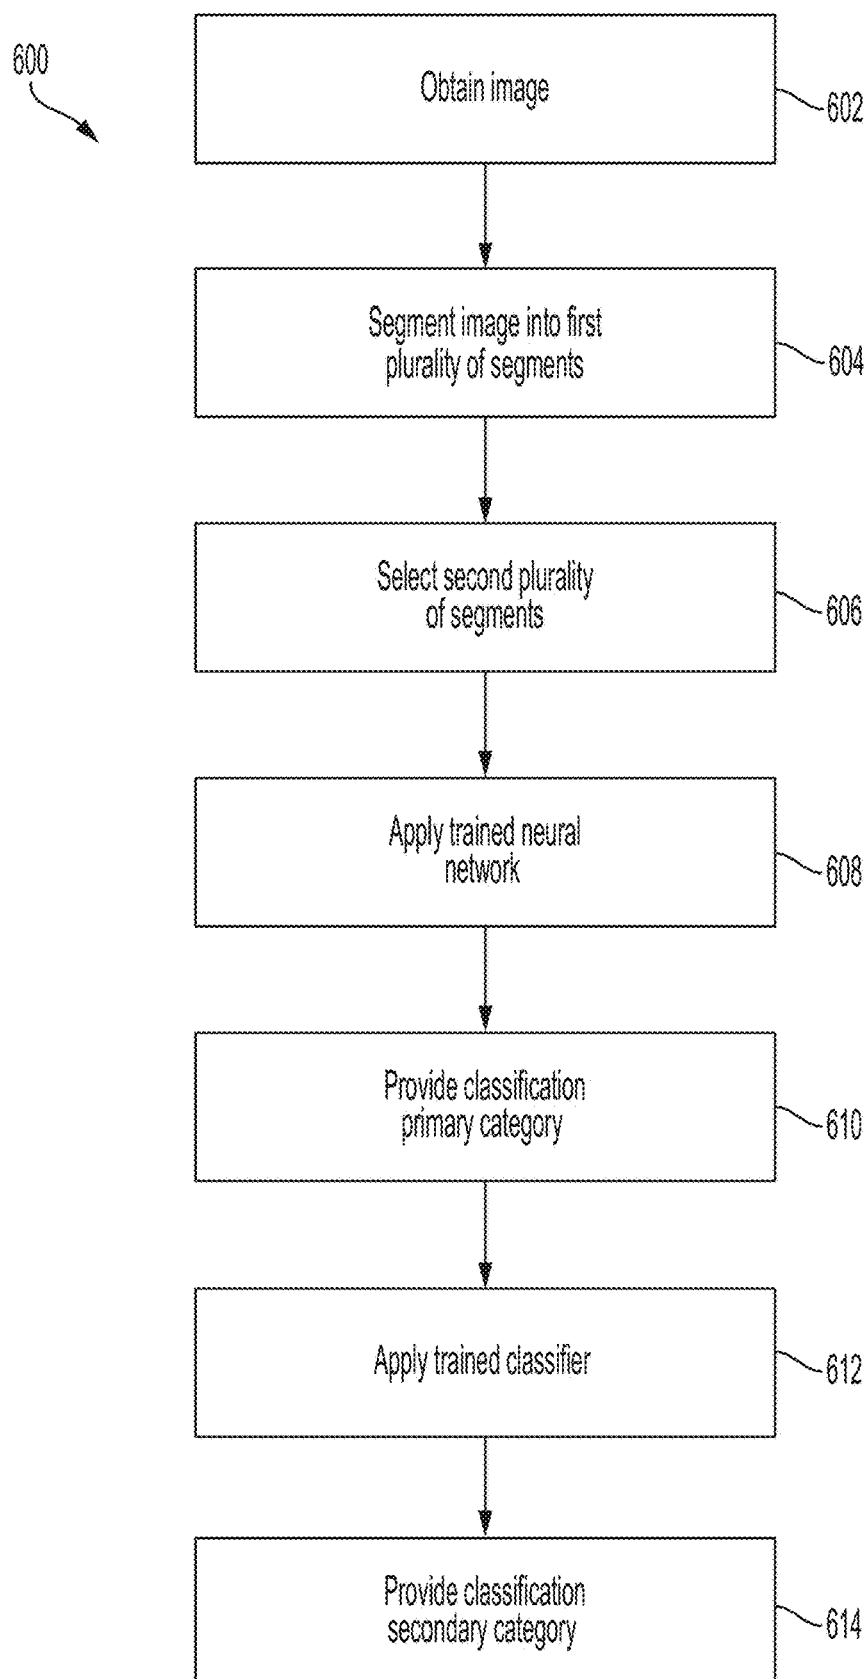 600
Obtain image
602
Segment image into first
plurality of segments
604
Select second plurality
of segments
606
Apply trained neural
network
608
Provide classification
primary category
610
Apply trained classifier
612
Provide classification
secondary category
614